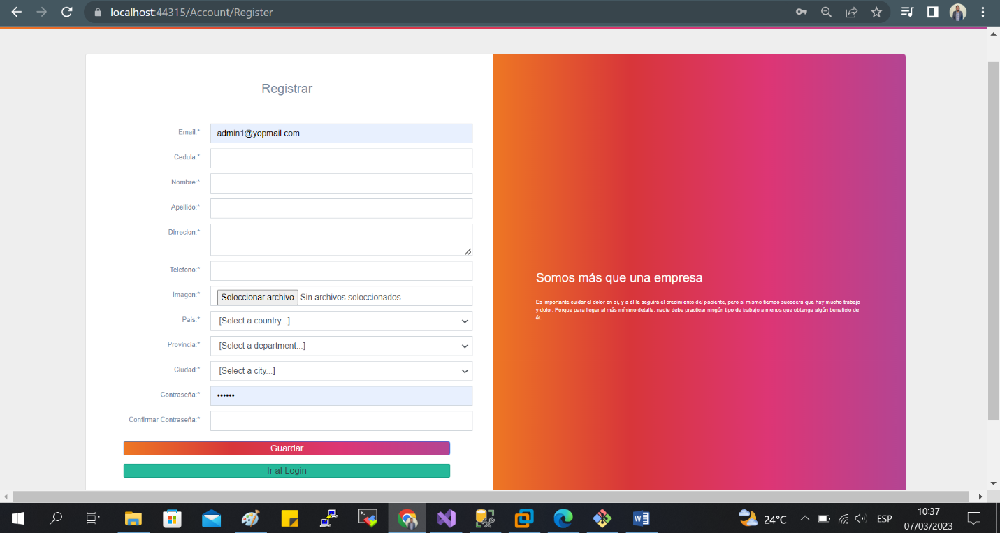 localhost:44315/Account/Register
Registrar
Email:*
admin1@yopmail.com
Cedula:*
Nombre:*
Apellido:*
Dirrecion:*
Telefono:*
Imagen:*
Seleccionar archivo Sin archivos seleccionados
Pais:*
[Select a country...]
Provincia:*
[Select a department...]
Ciudad:*
[Select a city...]
Contraseña:*
••••••
Confirmar Contraseña:*
Guardar
Ir al Login
Somos más que una empresa
Es importante cuidar el dolor en sí, y a él le seguirá el crecimiento del paciente, pero al mismo tiempo sucederá que hay mucho trabajo
y dolor. Porque para llegar al más mínimo detalle, nadie debe practicar ningún tipo de trabajo a menos que obtenga algún beneficio de
él.
24°C
ESP
10:37
07/03/2023